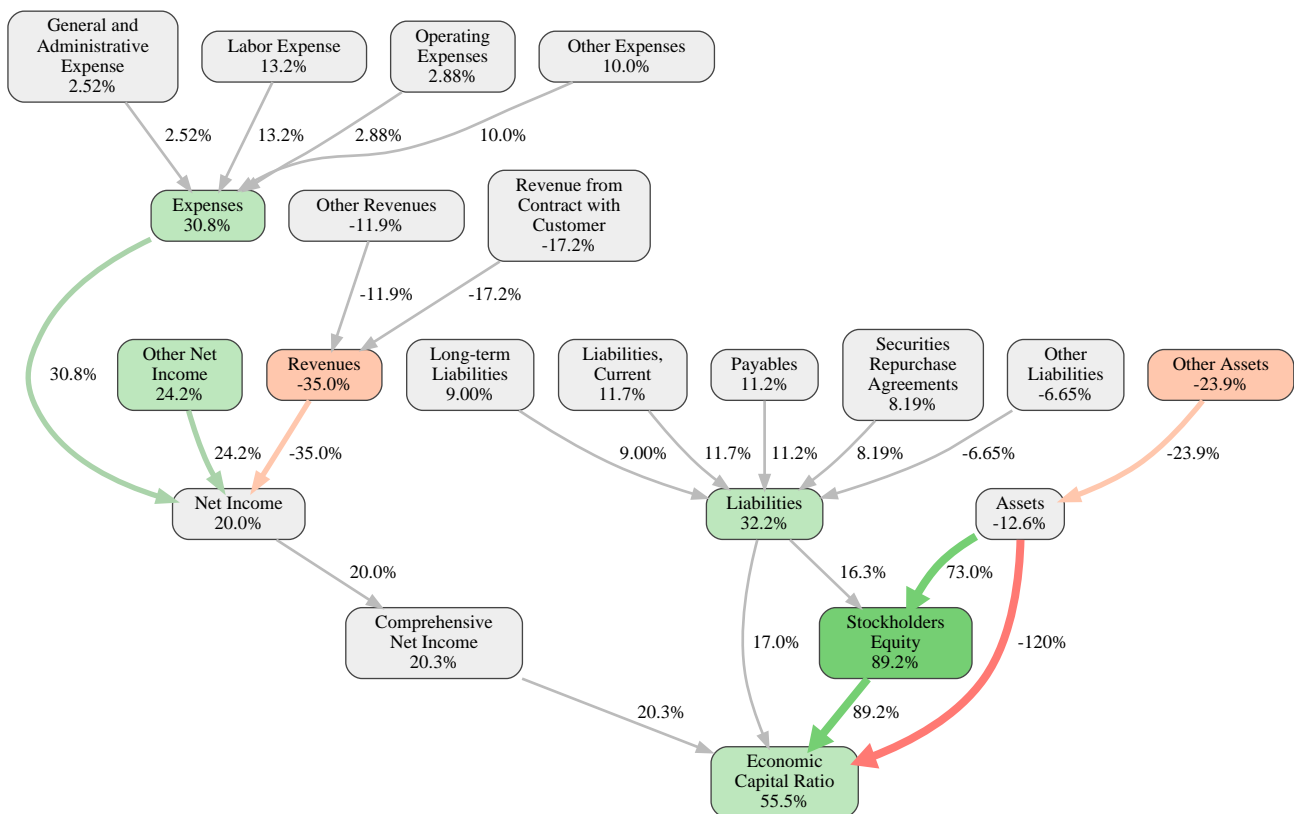 General and
Administrative
Expense
2.52%
Labor Expense
13.2%
Operating
Expenses
2.88%
Other Expenses
10.0%
2.52%
13.2%
2.88%
10.0%
Expenses
30.8%
Other Revenues
-11.9%
Revenue from
Contract with
Customer
-17.2%
-11.9%
-17.2%
30.8%
Other Net
Income
24.2%
Revenues
-35.0%
Long-term
Liabilities
9.00%
Liabilities,
Current
11.7%
Payables
11.2%
Securities
Repurchase
Agreements
8.19%
Other
Liabilities
-6.65%
Other Assets
-23.9%
24.2%
-35.0%
9.00%
11.7%
11.2%
8.19%
-6.65%
-23.9%
Net Income
20.0%
Liabilities
32.2%
Assets
-12.6%
20.0%
16.3%
73.0%
Comprehensive
Net Income
20.3%
17.0%
Stockholders
Equity
89.2%
-120%
20.3%
89.2%
Economic
Capital Ratio
55.5%